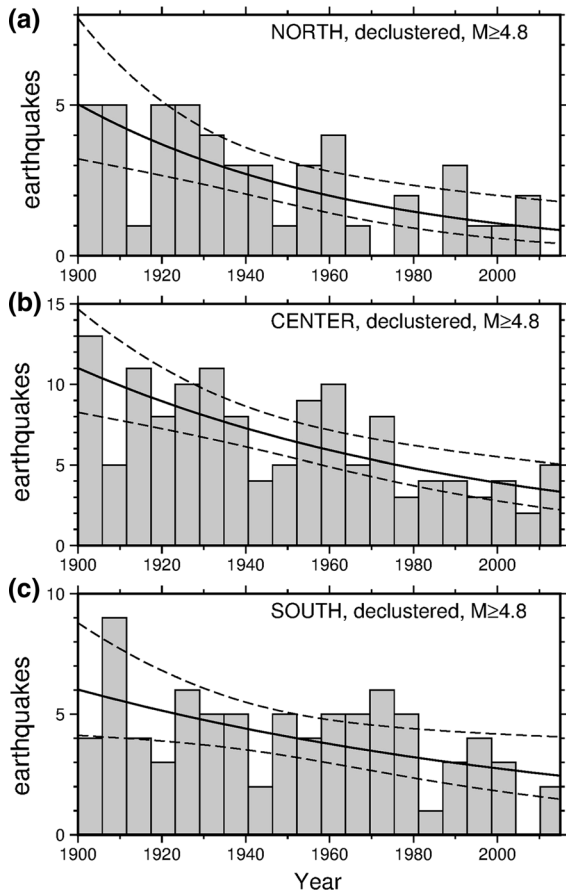 (a)
NORTH, declustered, M≥4.8
earthquakes
5
0
1900 1920 1940 1960 1980 2000
(b)
CENTER, declustered, M≥4.8
earthquakes
15
10
5
0
1900 1920 1940 1960 1980 2000
(c)
SOUTH, declustered, M≥4.8
earthquakes
10
5
0
1900 1920 1940 1960 1980 2000
Year